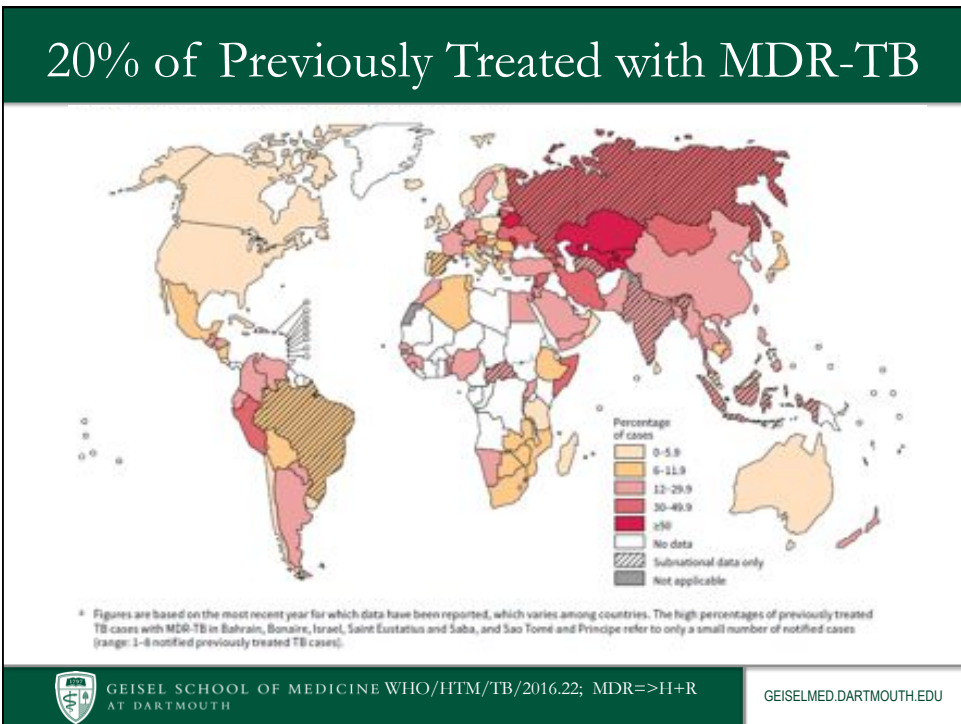 20% of Previously Treated with MDR-TB
Percentage
of cases
0–5.9
6–11.9
12–29.9
30–49.9
≥50
No data
Subnational data only
Not applicable
* Figures are based on the most recent year for which data have been reported, which varies among countries. The high percentages of previously treated
TB cases with MDR-TB in Bahrain, Bonaire, Israel, Saint Eustatius and Saba, and Sao Tomé and Principe refer to only a small number of notified cases
(range: 1–8 notified previously treated TB cases).
GEISEL SCHOOL OF MEDICINE WHO/HTM/TB/2016.22; MDR=>H+R
AT DARTMOUTH
GEISELMED.DARTMOUTH.EDU